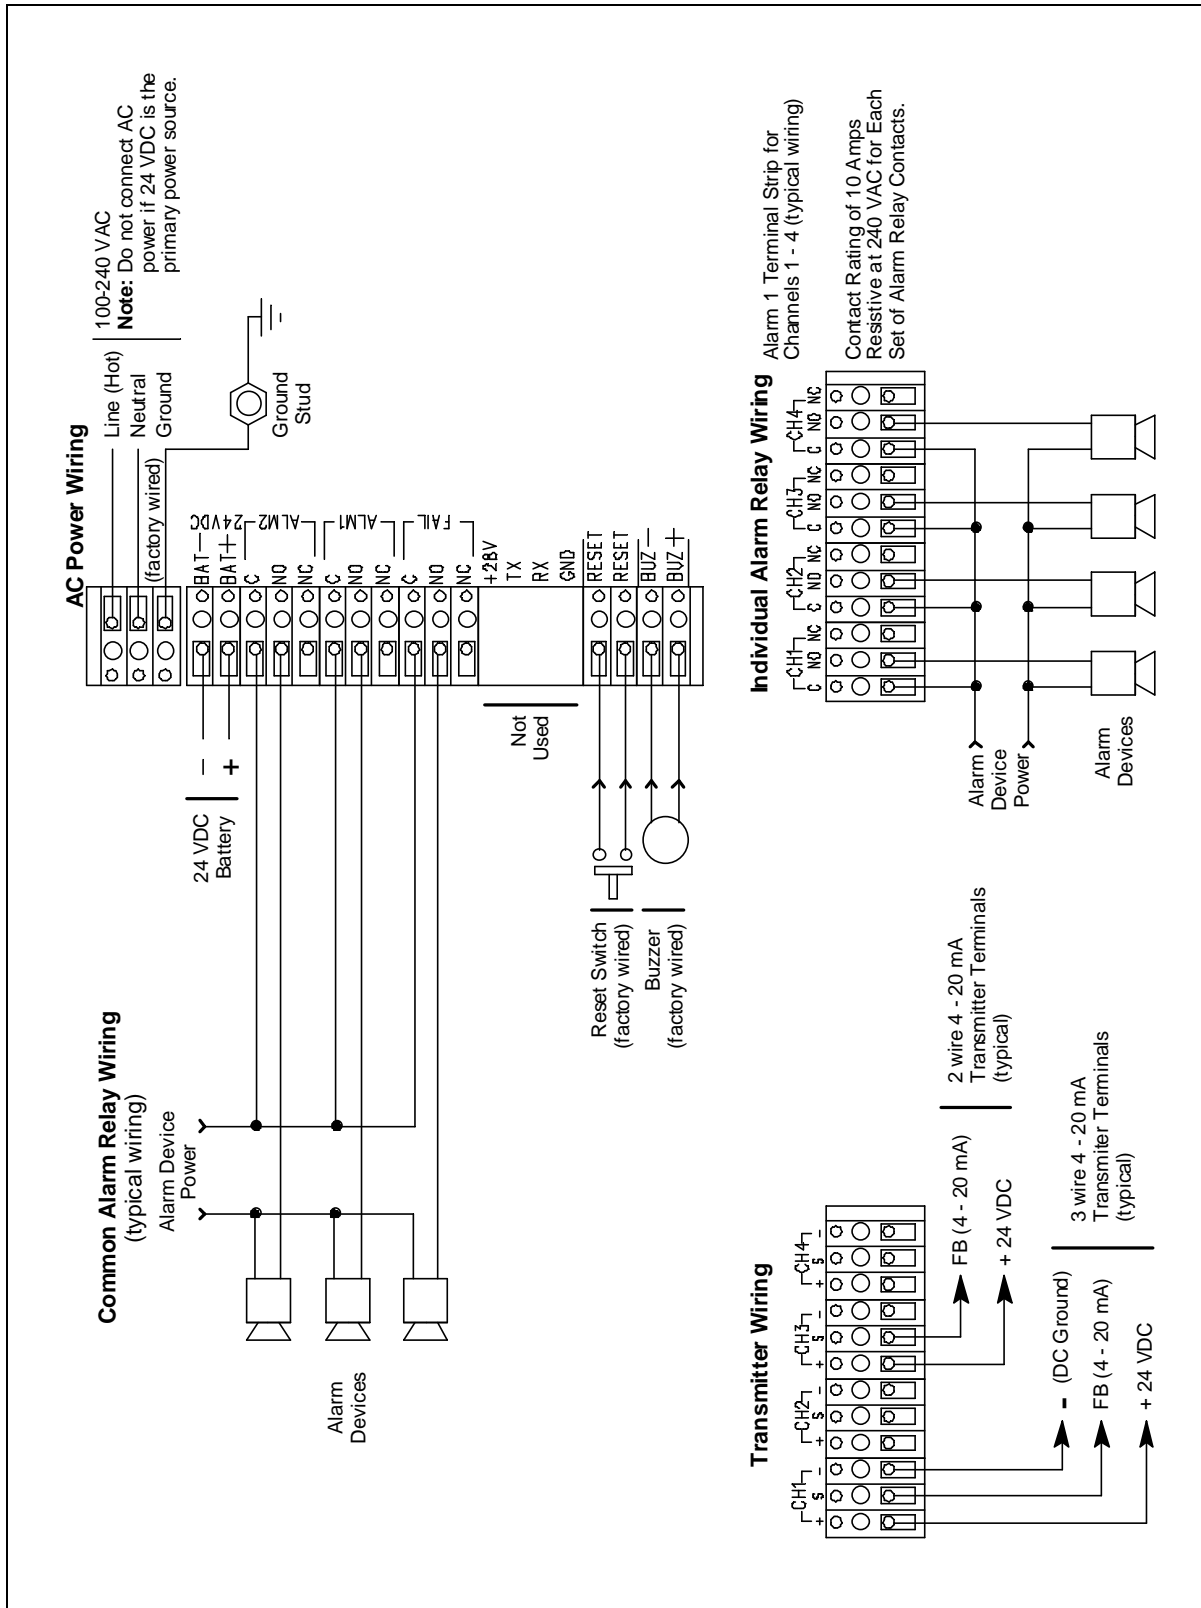 Common Alarm Relay Wiring
(typical wiring)
Alarm Device
Power
Alarm
Devices
24 VDC
Battery
–
+
AC Power Wiring
Line (Hot)
Neutral
Ground
(factory wired)
100-240 VAC
Note: Do not connect AC
power if 24 VDC is the
primary power source.
Ground
Stud
BAT-
BAT+
24VDC
C
NO
NC
ALM2
C
NO
NC
ALM1
C
NO
NC
FAIL
+28V
TX
RX
GND
RESET
RESET
BUZ-
BUZ+
Not
Used
Reset Switch
(factory wired)
Buzzer
(factory wired)
Transmitter Wiring
CH1 CH2 CH3 CH4
+ S - + S - + S - + S -
- (DC Ground)
FB (4 - 20 mA)
+ 24 VDC
3 wire 4 - 20 mA
Transmiter Terminals
(typical)
FB (4 - 20 mA)
+ 24 VDC
2 wire 4 - 20 mA
Transmitter Terminals
(typical)
Individual Alarm Relay Wiring
CH1 CH2 CH3 CH4
C NO NC C NO NC C NO NC C NO NC
Alarm
Device
Power
Alarm
Devices
Alarm 1 Terminal Strip for
Channels 1 - 4 (typical wiring)
Contact Rating of 10 Amps
Resistive at 240 VAC for Each
Set of Alarm Relay Contacts.